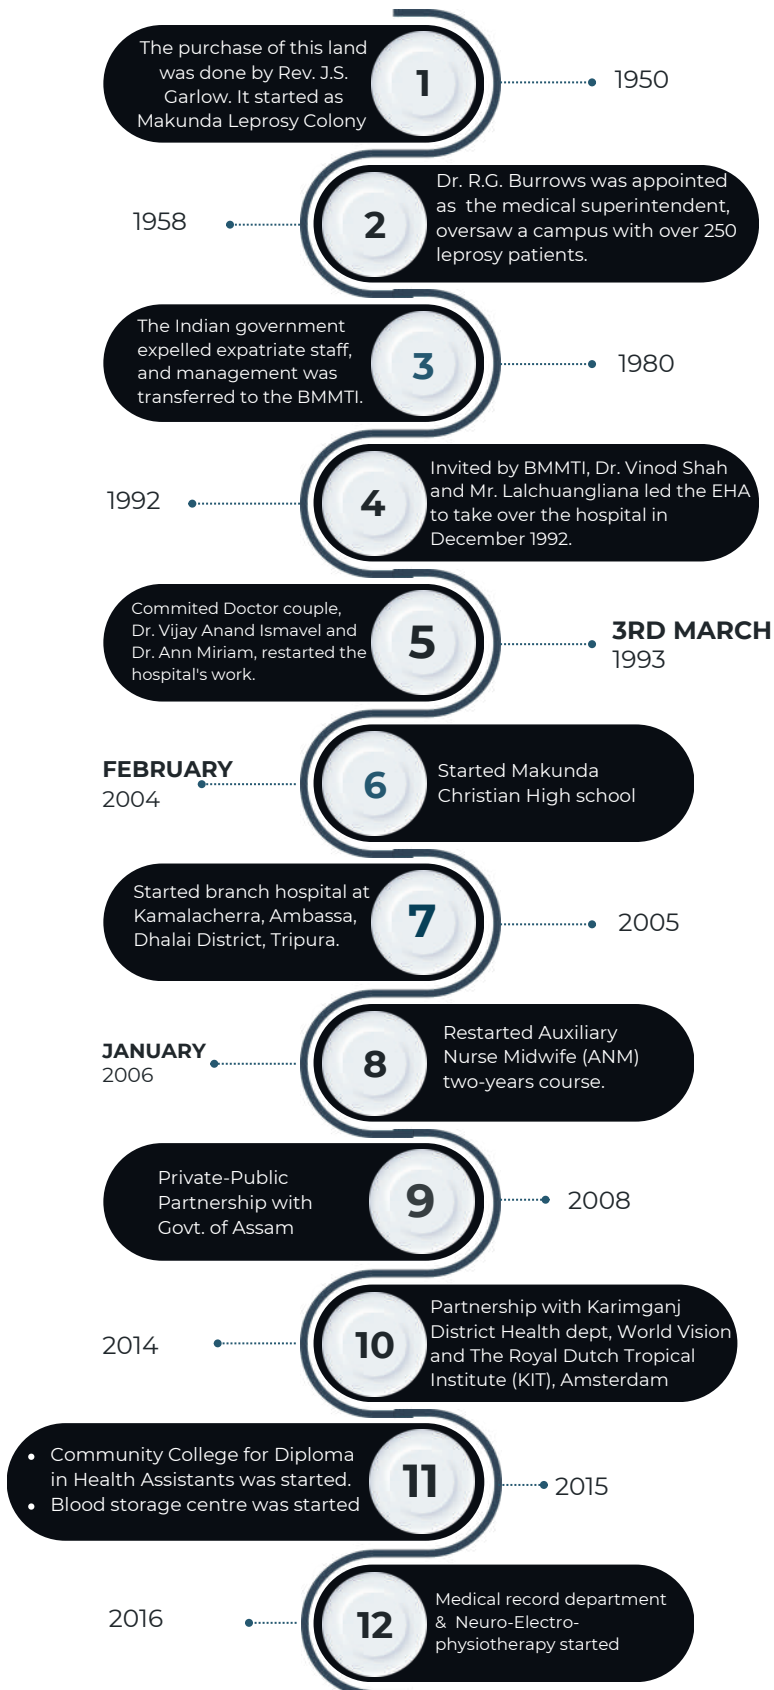 The purchase of this land
was done by Rev. J.S.
Garlow. It started as
Makunda Leprosy Colony
1
1950
1958
2
Dr. R.G. Burrows was appointed
as the medical superintendent,
oversaw a campus with over 250
leprosy patients.
The Indian government
expelled expatriate staff,
and management was
transferred to the BMMTI.
3
1980
1992
4
Invited by BMMTI, Dr. Vinod Shah
and Mr. Lalchuangliana led the EHA
to take over the hospital in
December 1992.
Commited Doctor couple,
Dr. Vijay Anand Ismavel and
Dr. Ann Miriam, restarted the
hospital's work.
5
3RD MARCH
1993
FEBRUARY
2004
6
Started Makunda
Christian High school
Started branch hospital at
Kamalacherra, Ambassa,
Dhalai District, Tripura.
7
2005
JANUARY
2006
8
Restarted Auxiliary
Nurse Midwife (ANM)
two-years course.
Private-Public
Partnership with
Govt. of Assam
9
2008
2014
10
Partnership with Karimganj
District Health dept, World Vision
and The Royal Dutch Tropical
Institute (KIT), Amsterdam
• Community College for Diploma
in Health Assistants was started.
• Blood storage centre was started
11
2015
2016
12
Medical record department
& Neuro-Electro-
physiotherapy started